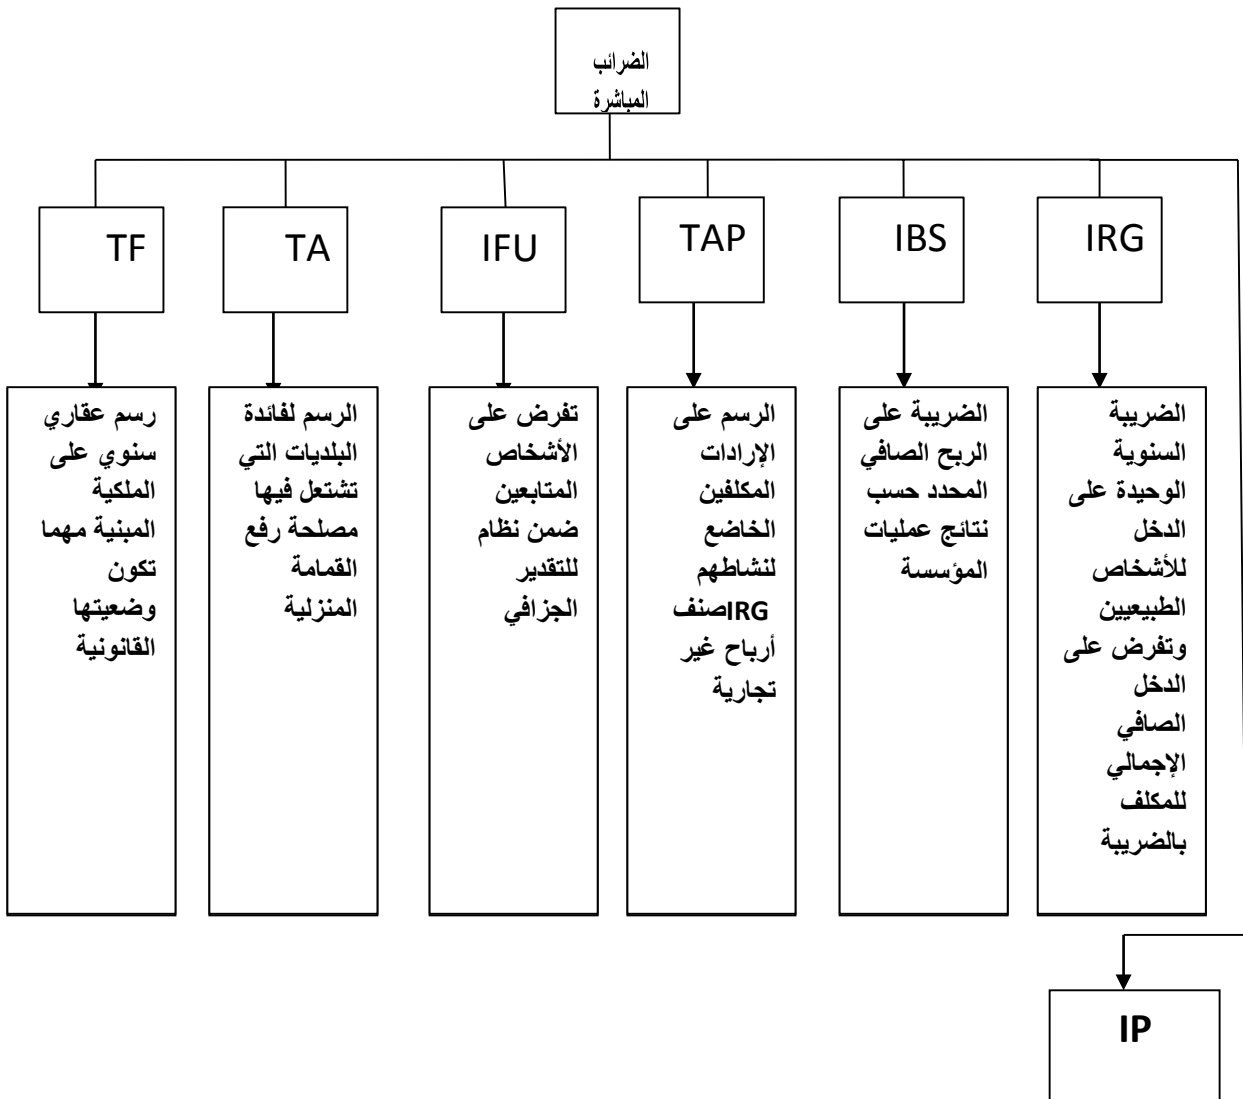 الضرائب
المباشرة
IRG
IBS
TAP
IFU
TA
TF
الضريبة
السنوية
الوحيدة على
الدخل
للأشخاص
الطبيعيين
وتفرض على
الدخل
الصافي
الإجمالي
للمكلف
بالضريبة
الضريبة على
الربح الصافي
المحدد حسب
نتائج عمليات
المؤسسة
الرسم على
الإرادات
المكلفين
الخاضع
لنشطهم
IRGصنف
أرباح غير
تجارية
تفرض على
الأشخاص
المتابعين
ضمن نظام
للتقدير
الجزافي
الرسم لفائدة
البلديات التي
تشتعل فيها
مصلحة رفع
القمامة
المنزلية
رسم عقاري
سنوي على
الملكية
المبنية مهما
تكون
وضعيتها
القانونية
IP